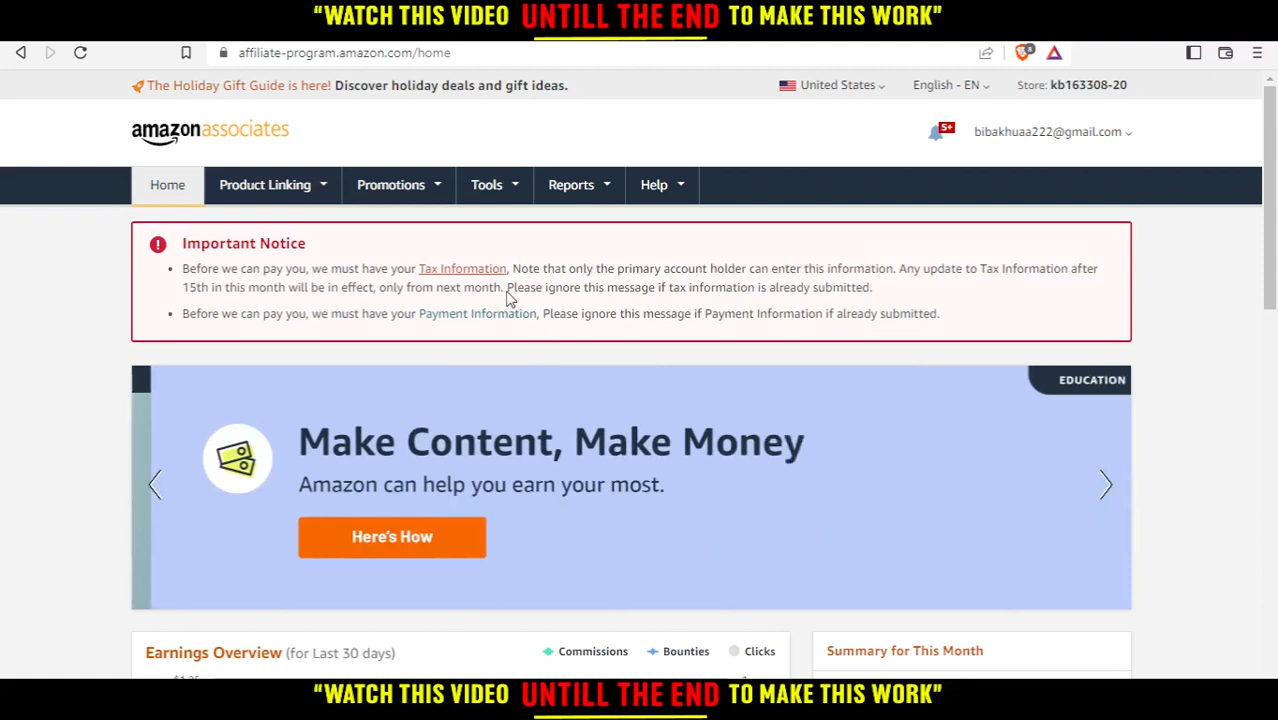 “WATCH THIS VIDEO UNTILL THE END TO MAKE THIS WORK”
affiliate-program.amazon.com/home
The Holiday Gift Guide is here! Discover holiday deals and gift ideas.
United States
English - EN
Store: kb163308-20
amazonassociates
5+
bibakhuaa222@gmail.com
Home
Product Linking
Promotions
Tools
Reports
Help
Important Notice
Before we can pay you, we must have your Tax Information, Note that only the primary account holder can enter this information. Any update to Tax Information after
15th in this month will be in effect, only from next month. Please ignore this message if tax information is already submitted.
Before we can pay you, we must have your Payment Information, Please ignore this message if Payment Information if already submitted.
EDUCATION
Make Content, Make Money
Amazon can help you earn your most.
Here's How
Earnings Overview (for Last 30 days)
Commissions
Bounties
Clicks
Summary for This Month
“WATCH THIS VIDEO UNTILL THE END TO MAKE THIS WORK”